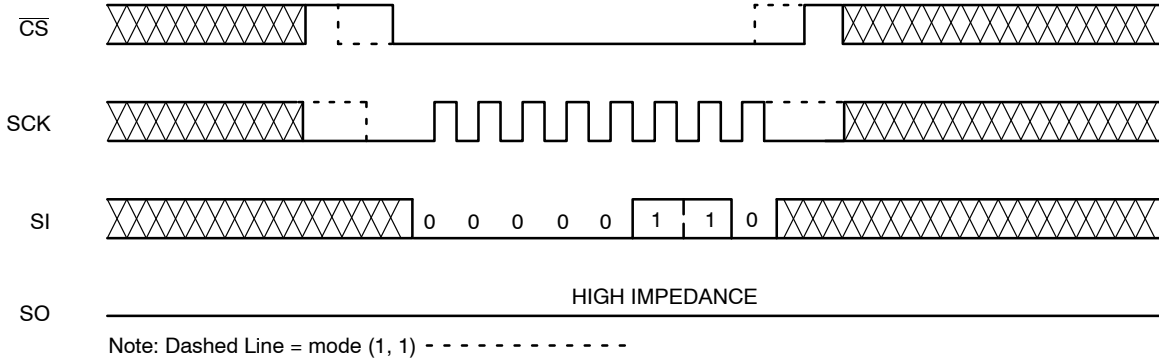 CS
SCK
SI 0 0 0 0 0 1 1 0
HIGH IMPEDANCE
SO
Note: Dashed Line = mode (1, 1) - - - - - - - - - - - -